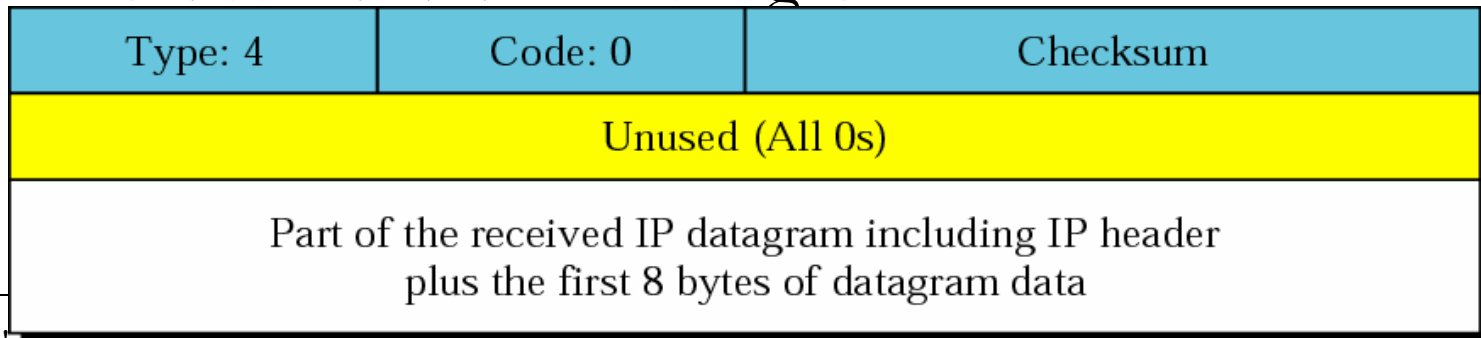 Type: 4 Code: 0 Checksum
Unused (All 0s)
Part of the received IP datagram including IP header
plus the first 8 bytes of datagram data